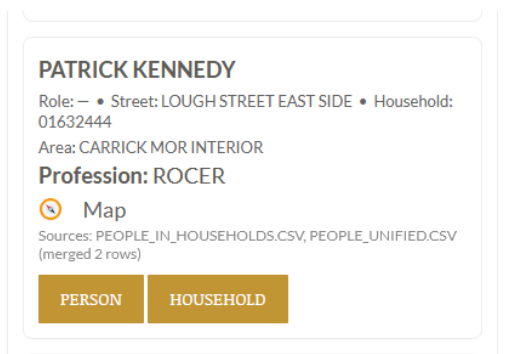 PATRICK KENNEDY
Role: — • Street: LOUGH STREET EAST SIDE • Household:
01632444
Area: CARRICK MOR INTERIOR
Profession: ROCER
Map
Sources: PEOPLE_IN_HOUSEHOLDS.CSV, PEOPLE_UNIFIED.CSV
(merged 2 rows)
PERSON HOUSEHOLD